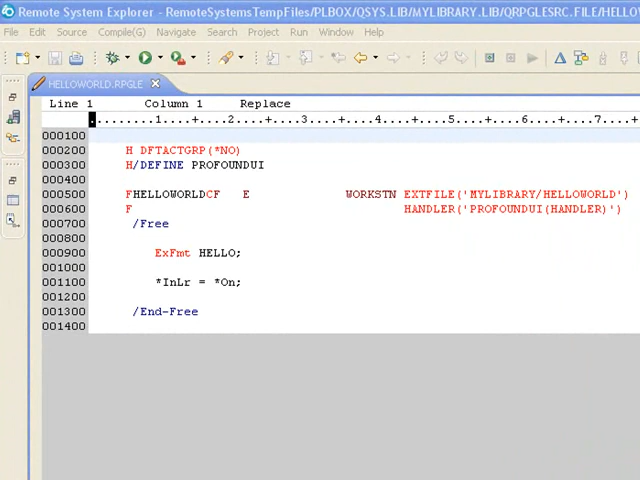 Remote System Explorer - RemoteSystemsTempFiles/PLBOX/QSYS.LIB/MYLIBRARY.LIB/QRPGLESRC.FILE/HELLO
File Edit Source Compile(G) Navigate Search Project Run Window Help
HELLOWORLD.RPGLE
Line 1 Column 1 Replace
.........1....+....2....+....3....+....4....+....5....+....6....+....7....+
000100
000200 H DFTACTGRP(*NO)
000300 H/DEFINE PROFOUNDUI
000400
000500 FHELLOWORLDCF E WORKSTN EXTFILE('MYLIBRARY/HELLOWORLD')
000600 F HANDLER('PROFOUNDUI(HANDLER)')
000700 /Free
000800
000900 ExFmt HELLO;
001000
001100 *InLr = *On;
001200
001300 /End-Free
001400